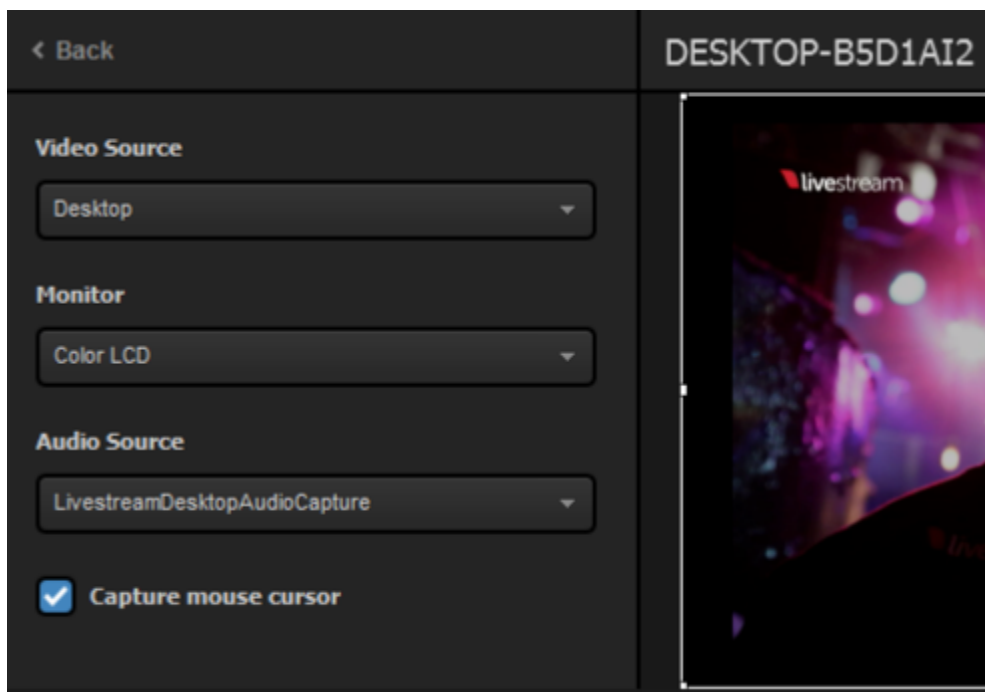 < Back
DESKTOP-B5D1AI2
Video Source
Desktop
Monitor
Color LCD
Audio Source
LivestreamDesktopAudioCapture
Capture mouse cursor
livestream